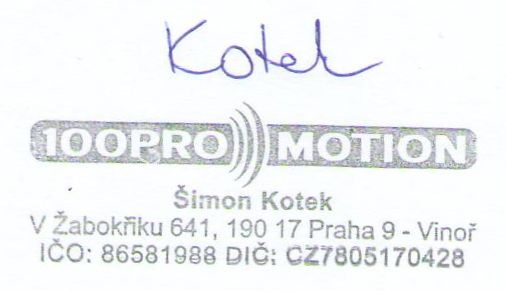 Kotek
100PRO))) MOTION
Šimon Kotek
V Žabokřiku 641, 190 17 Praha 9 - Vinoř
IČO: 86581988 DIČ: CZ7805170428